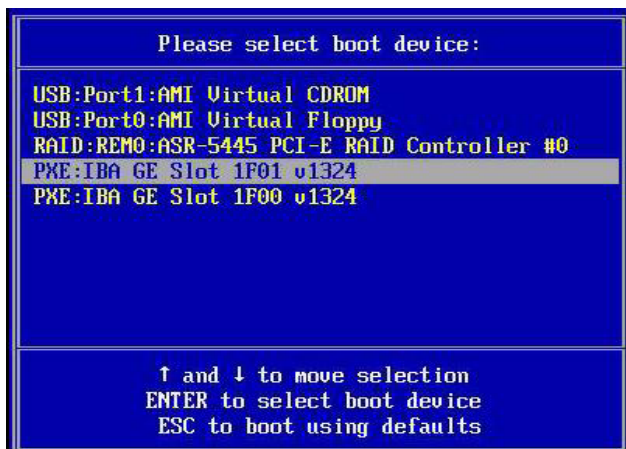 Please select boot device:
USB:Port1:AMI Virtual CDROM
USB:Port0:AMI Virtual Floppy
RAID:REM0:ASR-5445 PCI-E RAID Controller #0
PXE:IBA GE Slot 1F01 v1324
PXE:IBA GE Slot 1F00 v1324
↑ and ↓ to move selection
ENTER to select boot device
ESC to boot using defaults